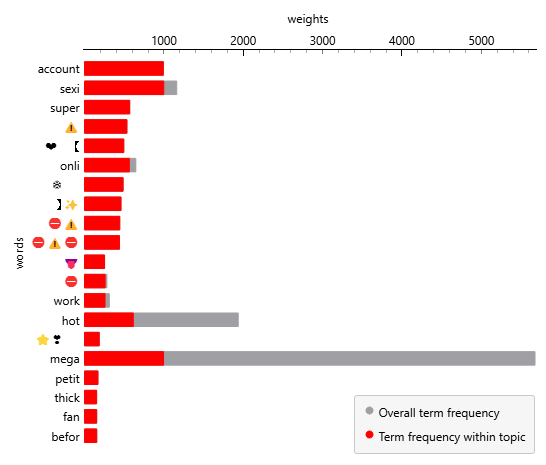 weights
1000 2000 3000 4000 5000
account
sexi
super
⚠️
❤
onli
❄
✨
⛔ ⚠️
⛔ ⚠️ ⛔
⛔
work
hot
⭐ ❣
mega
petit
thick
fan
befor
words
Overall term frequency
Term frequency within topic